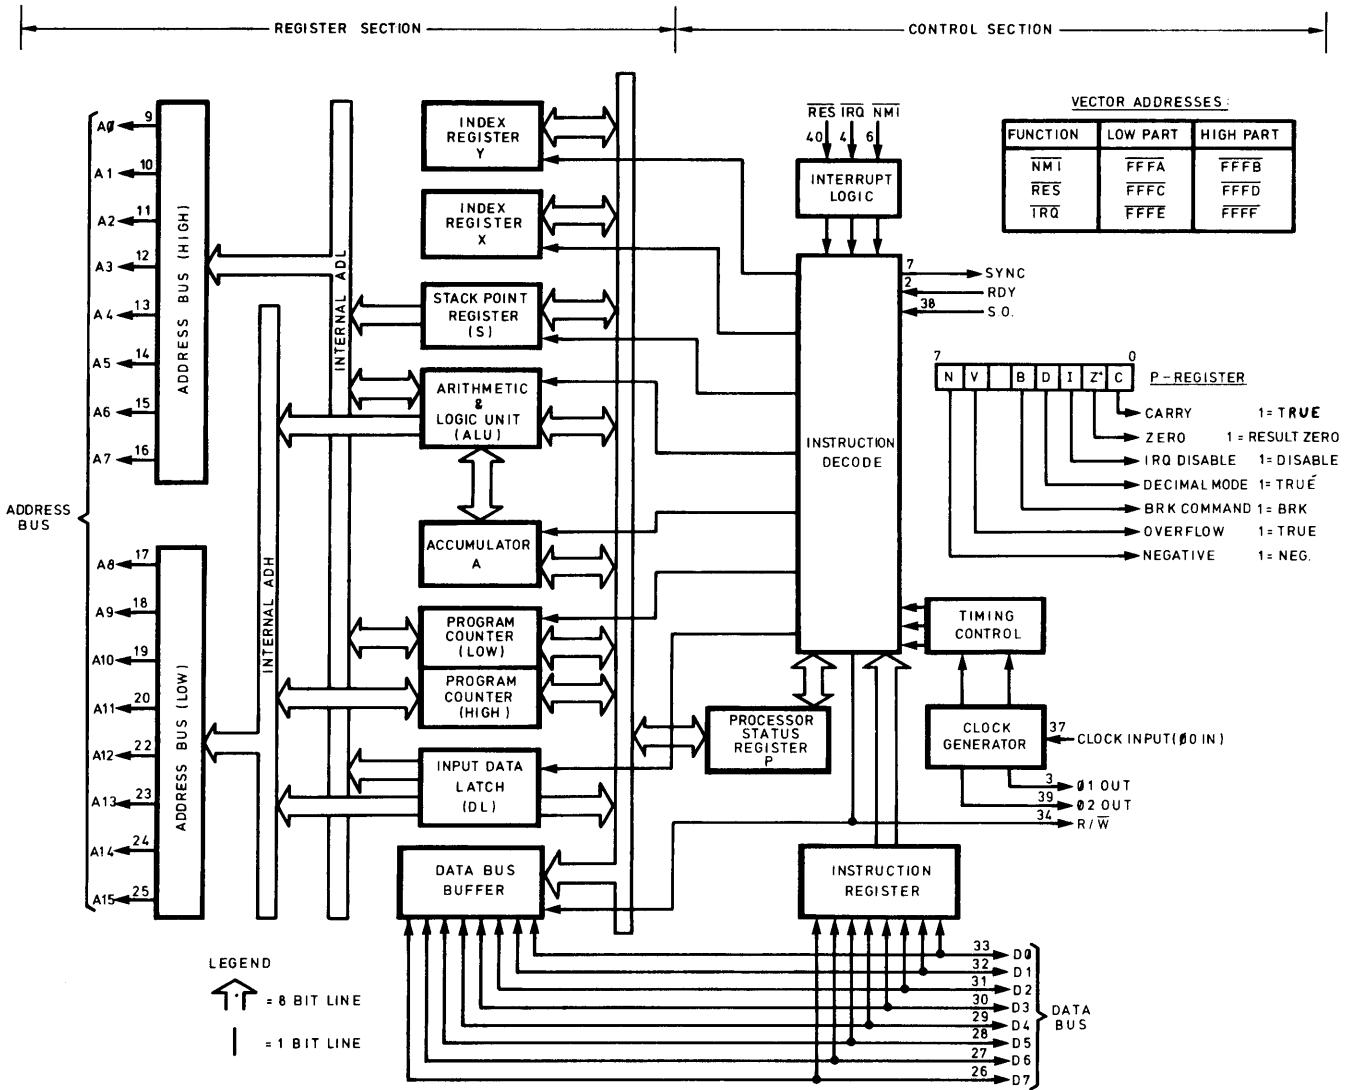 REGISTER SECTION
CONTROL SECTION
ADDRESS BUS
A0 9
A1 10
A2 11
A3 12
A4 13
A5 14
A6 15
A7 16
A8 17
A9 18
A10 19
A11 20
A12 22
A13 23
A14 24
A15 25
ADDRESS BUS (HIGH)
ADDRESS BUS (LOW)
INTERNAL ADH
INTERNAL ADL
INDEX
REGISTER
Y
INDEX
REGISTER
X
STACK POINT
REGISTER
(S)
ARITHMETIC
&
LOGIC UNIT
(ALU)
ACCUMULATOR
A
PROGRAM
COUNTER
(LOW)
PROGRAM
COUNTER
(HIGH)
INPUT DATA
LATCH
(DL)
DATA BUS
BUFFER
RES IRQ NMI
40 4 6
INTERRUPT
LOGIC
INSTRUCTION
DECODE
7 SYNC
2 RDY
38 S.O.
VECTOR ADDRESSES:
FUNCTION LOW PART HIGH PART
NMI FFFA FFFB
RES FFFC FFFD
IRQ FFFE FFFF
7 0
N V B D I Z C
P-REGISTER
CARRY 1=TRUE
ZERO 1=RESULT ZERO
IRQ DISABLE 1=DISABLE
DECIMAL MODE 1=TRUE
BRK COMMAND 1=BRK
OVERFLOW 1=TRUE
NEGATIVE 1=NEG.
TIMING
CONTROL
CLOCK
GENERATOR
37 CLOCK INPUT (Ø0 IN)
3 Ø1 OUT
39 Ø2 OUT
34 R/W
PROCESSOR
STATUS
REGISTER
P
INSTRUCTION
REGISTER
33 D0
32 D1
31 D2
30 D3
29 D4
28 D5
27 D6
26 D7
DATA
BUS
LEGEND
= 8 BIT LINE
= 1 BIT LINE